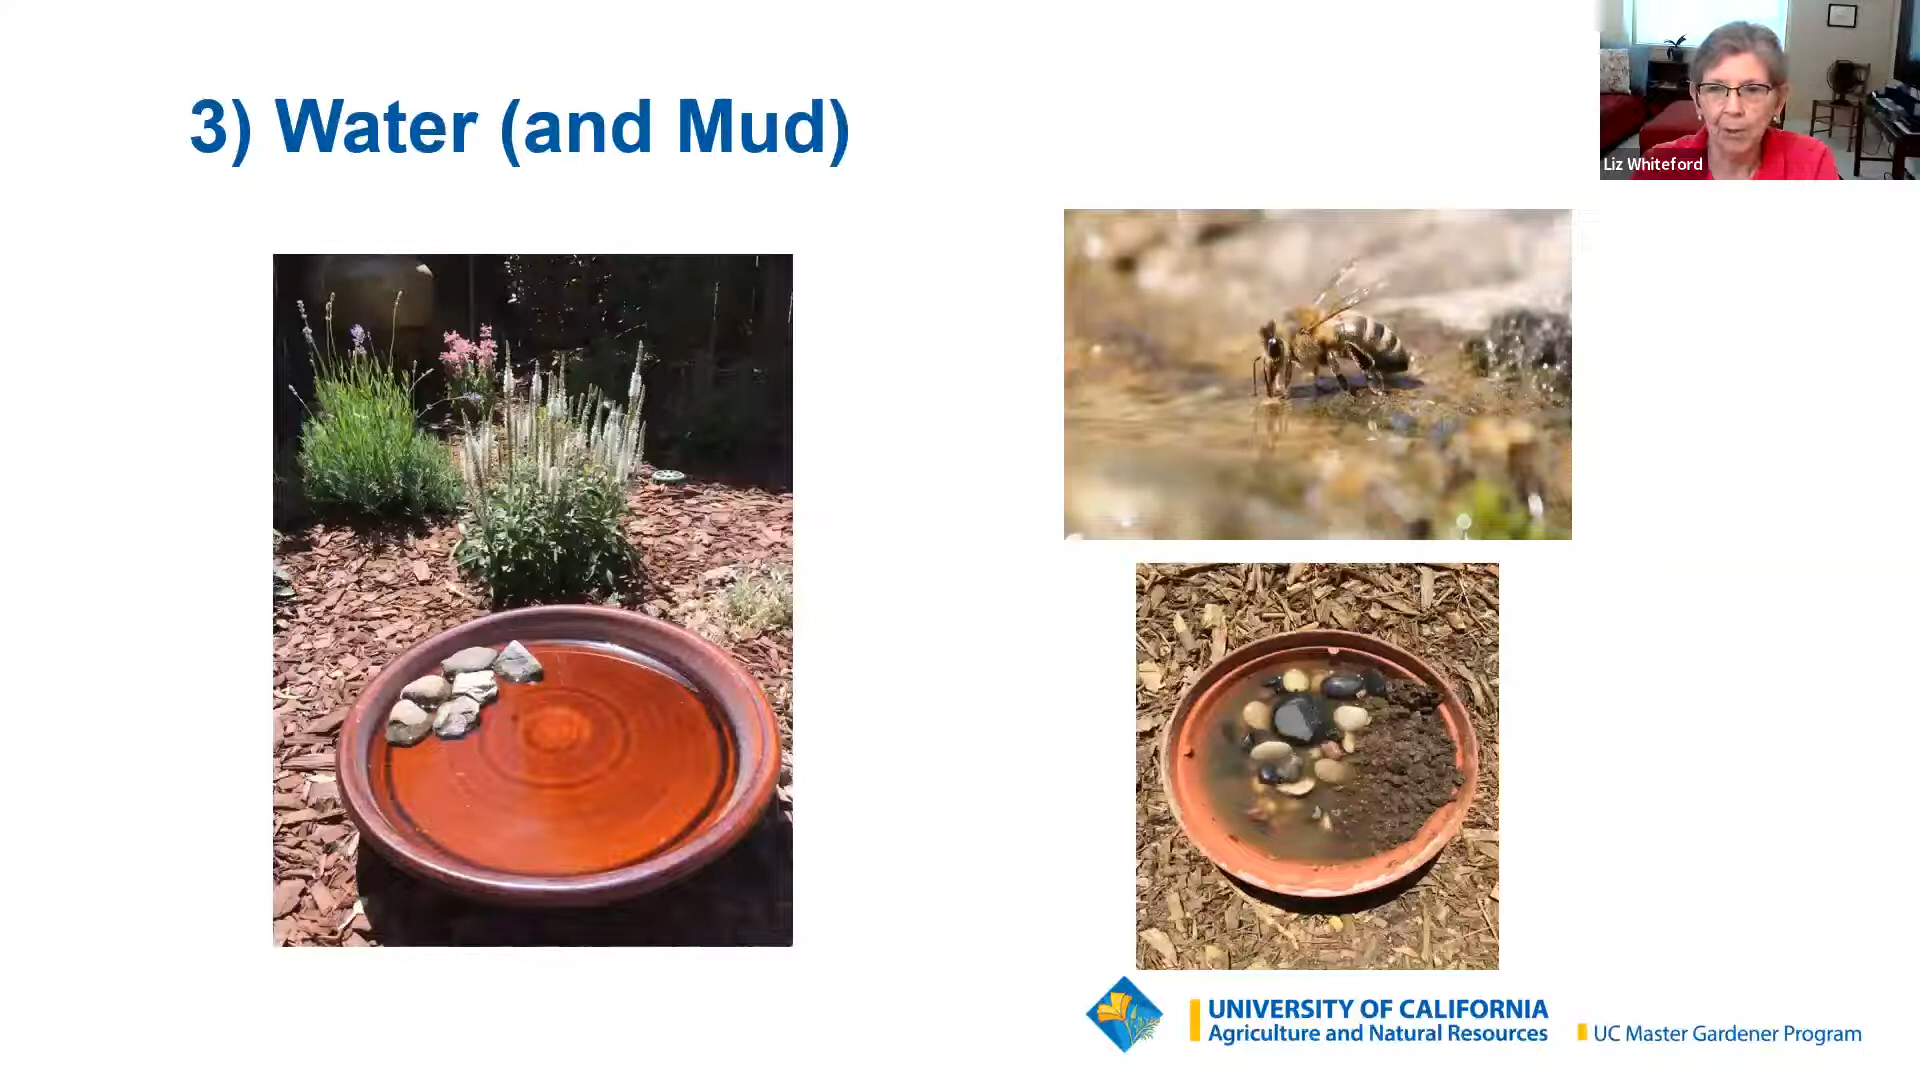 3) Water (and Mud)
Liz Whiteford
UNIVERSITY OF CALIFORNIA
Agriculture and Natural Resources
UC Master Gardener Program